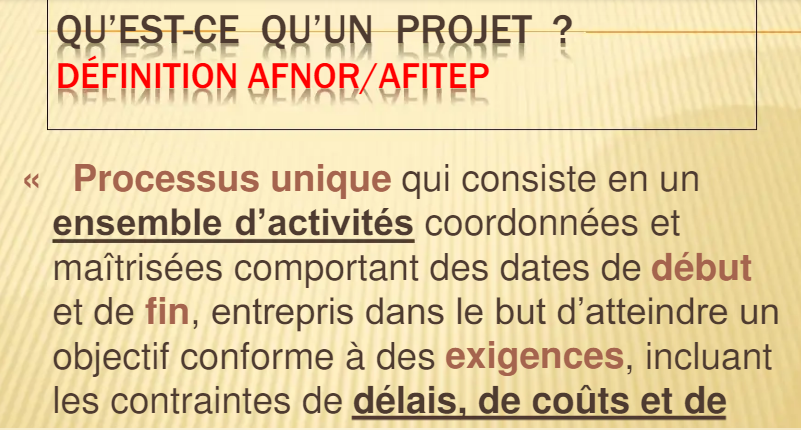 QU’EST-CE QU’UN PROJET ?
DÉFINITION AFNOR/AFITEP
« Processus unique qui consiste en un
ensemble d’activités coordonnées et
maîtrisées comportant des dates de début
et de fin, entrepris dans le but d’atteindre un
objectif conforme à des exigences, incluant
les contraintes de délais, de coûts et de